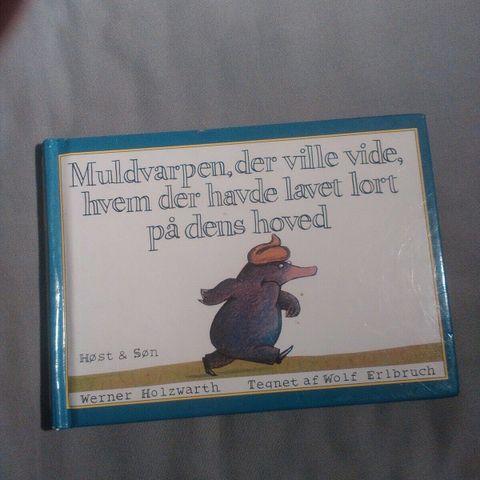 Muldvarpen, der ville vide,
hvem der havde lavet lort
på dens hoved
Høst & Søn
Werner Holzwarth Tegnet af Wolf Erlbruch